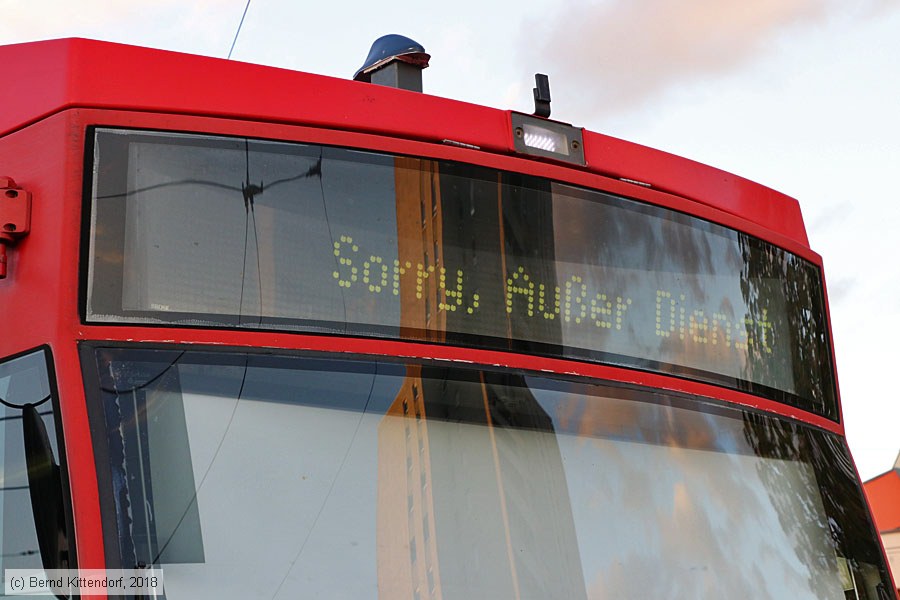 Sorry, Außer Dienst
(c) Bernd Kittendorf, 2018